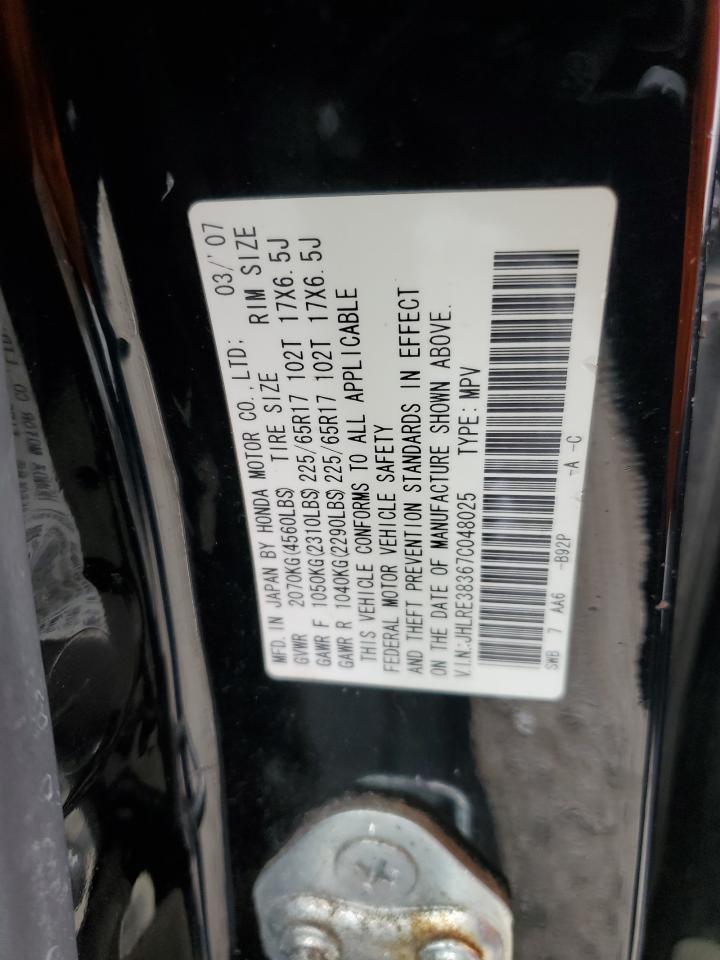 MFD. IN JAPAN BY HONDA MOTOR CO., LTD; 03/'07
GVWR 2070KG(4560LBS) TIRE SIZE RIM SIZE
GAWR F 1050KG(2310LBS) 225/65R17 102T 17X6.5J
GAWR R 1040KG(2290LBS) 225/65R17 102T 17X6.5J
THIS VEHICLE CONFORMS TO ALL APPLICABLE
FEDERAL MOTOR VEHICLE SAFETY
AND THEFT PREVENTION STANDARDS IN EFFECT
ON THE DATE OF MANUFACTURE SHOWN ABOVE.
V.I.N:JHLRE38367C048025 TYPE: MPV
SWB 7 AA6 -B92P -A -C